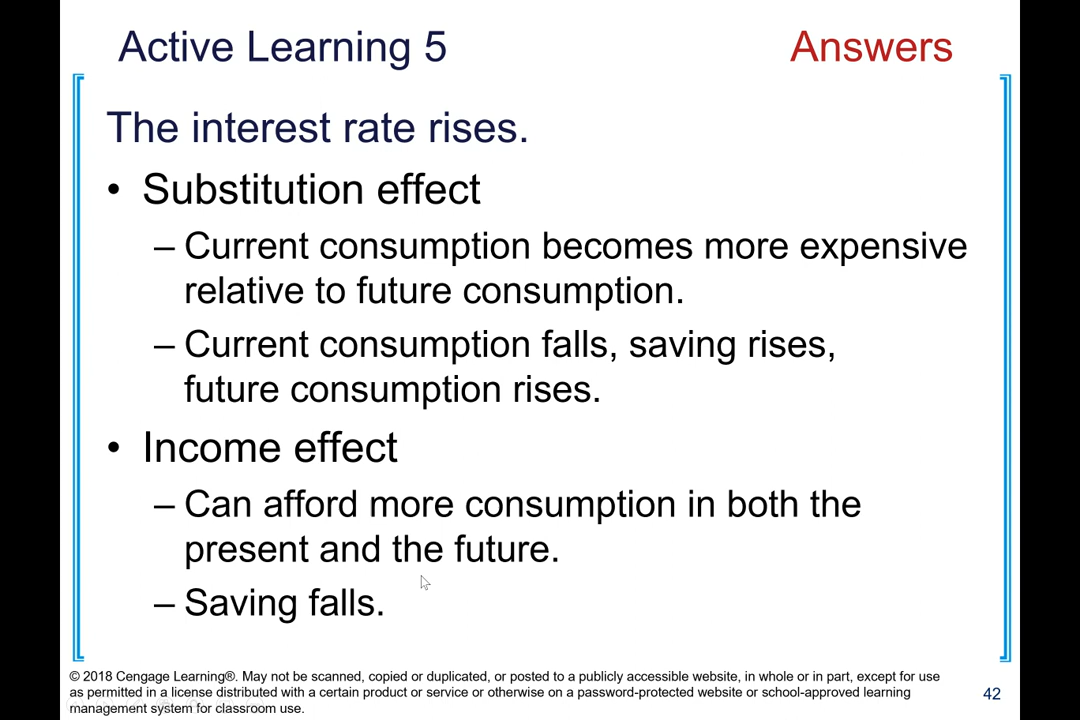 Active Learning 5
Answers
The interest rate rises.
• Substitution effect
– Current consumption becomes more expensive
relative to future consumption.
– Current consumption falls, saving rises,
future consumption rises.
• Income effect
– Can afford more consumption in both the
present and the future.
– Saving falls.
© 2018 Cengage Learning®. May not be scanned, copied or duplicated, or posted to a publicly accessible website, in whole or in part, except for use
as permitted in a license distributed with a certain product or service or otherwise on a password-protected website or school-approved learning
management system for classroom use.
42